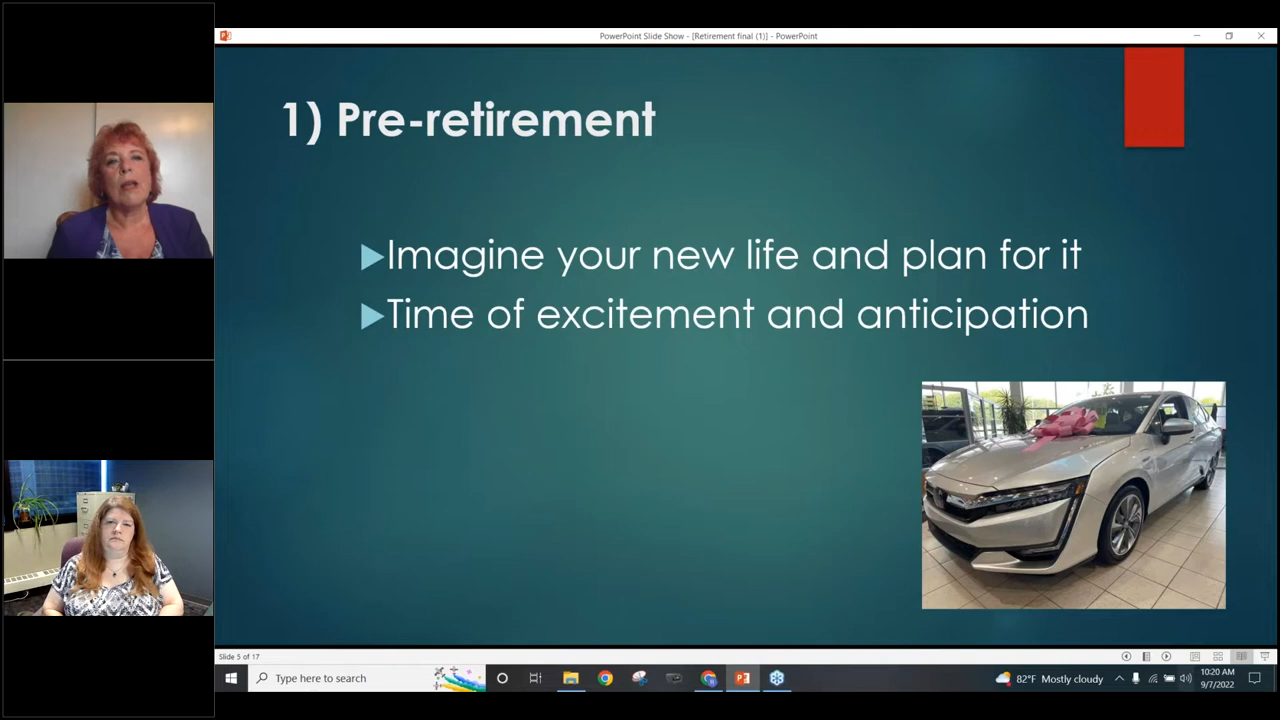 PowerPoint Slide Show - [Retirement final (1)] - PowerPoint
1) Pre-retirement
Imagine your new life and plan for it
Time of excitement and anticipation
Slide 5 of 17
Type here to search
82°F Mostly cloudy
10:20 AM
9/7/2022